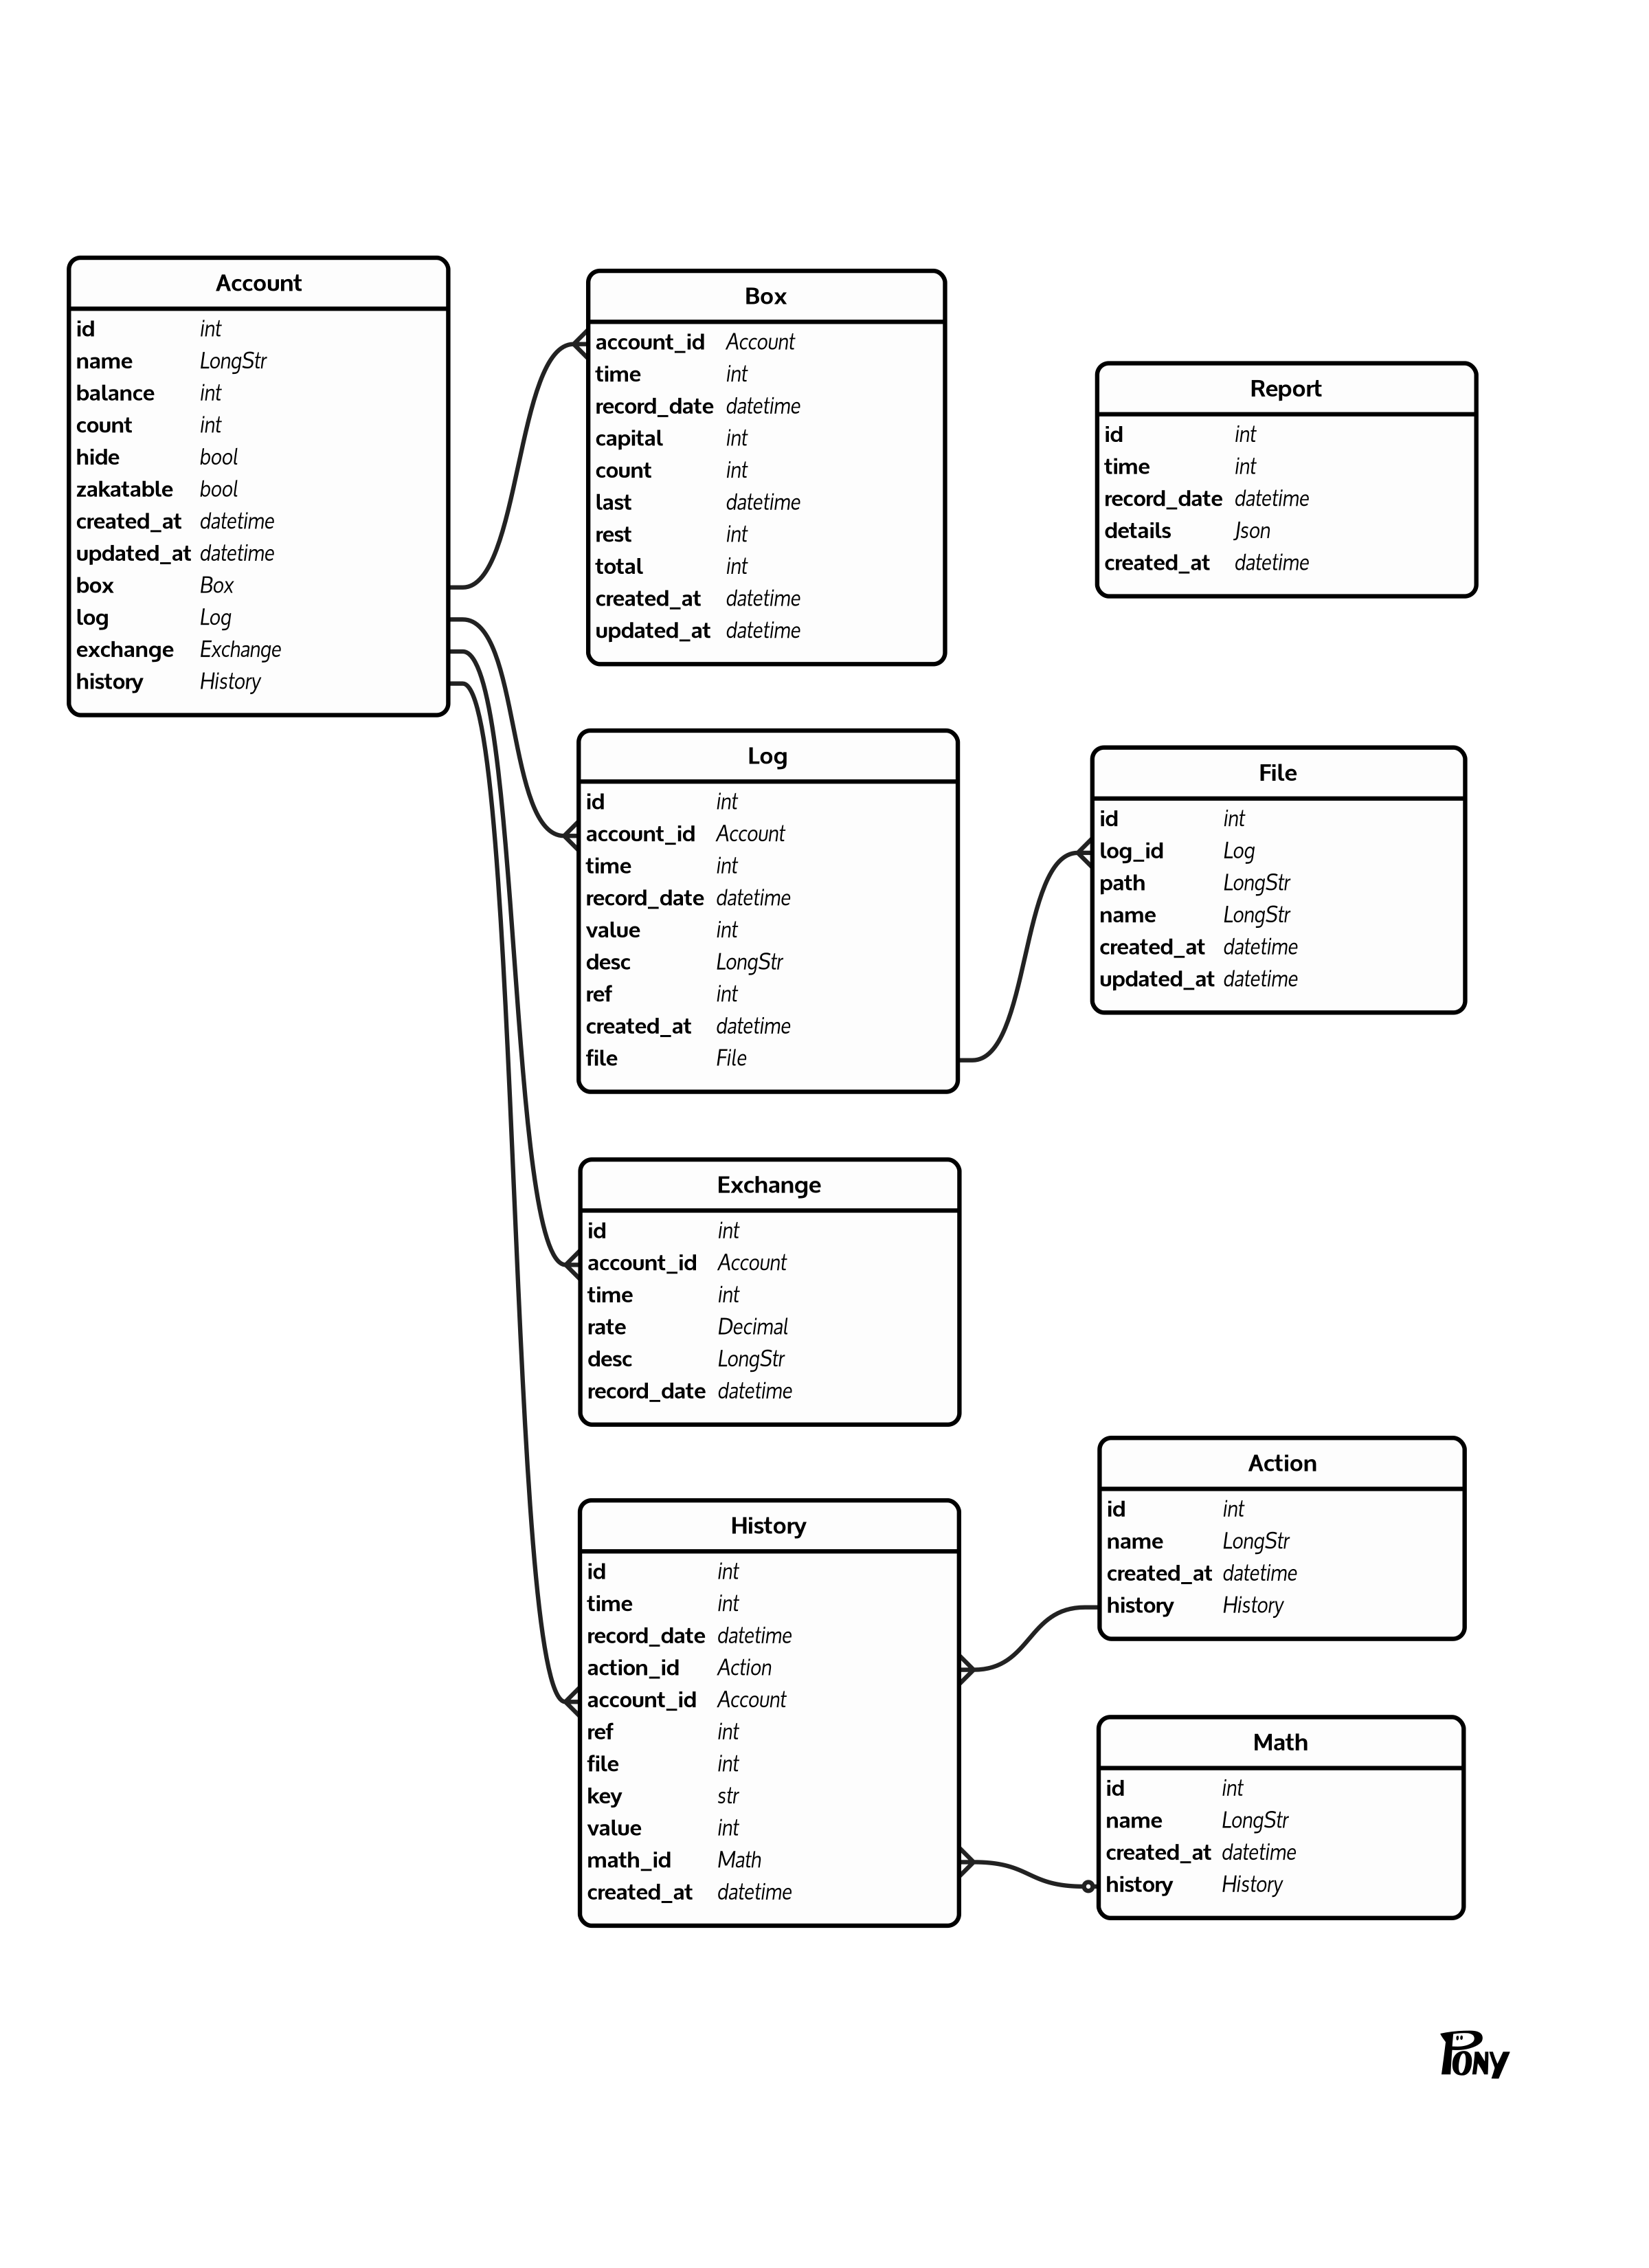 Account
id int
name LongStr
balance int
count int
hide bool
zakatable bool
created_at datetime
updated_at datetime
box Box
log Log
exchange Exchange
history History
Box
account_id Account
time int
record_date datetime
capital int
count int
last datetime
rest int
total int
created_at datetime
updated_at datetime
Report
id int
time int
record_date datetime
details Json
created_at datetime
Log
id int
account_id Account
time int
record_date datetime
value int
desc LongStr
ref int
created_at datetime
file File
File
id int
log_id Log
path LongStr
name LongStr
created_at datetime
updated_at datetime
Exchange
id int
account_id Account
time int
rate Decimal
desc LongStr
record_date datetime
History
id int
time int
record_date datetime
action_id Action
account_id Account
ref int
file int
key str
value int
math_id Math
created_at datetime
Action
id int
name LongStr
created_at datetime
history History
Math
id int
name LongStr
created_at datetime
history History
PONY